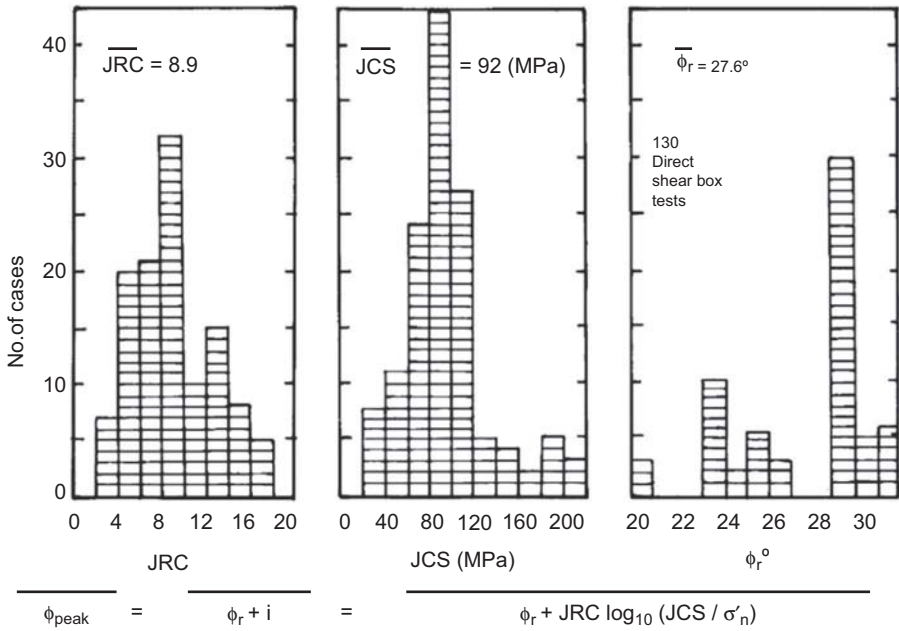 40
30
20
10
0
No.of cases
JRC = 8.9
0 4 8 12 16 20
JRC
JCS = 92 (MPa)
0 40 80 120 160 200
JCS (MPa)
ϕr = 27.6º
130
Direct
shear box
tests
20 22 24 26 28 30
ϕrº
ϕpeak = ϕr + i = ϕr + JRC log10 (JCS / σ′n)